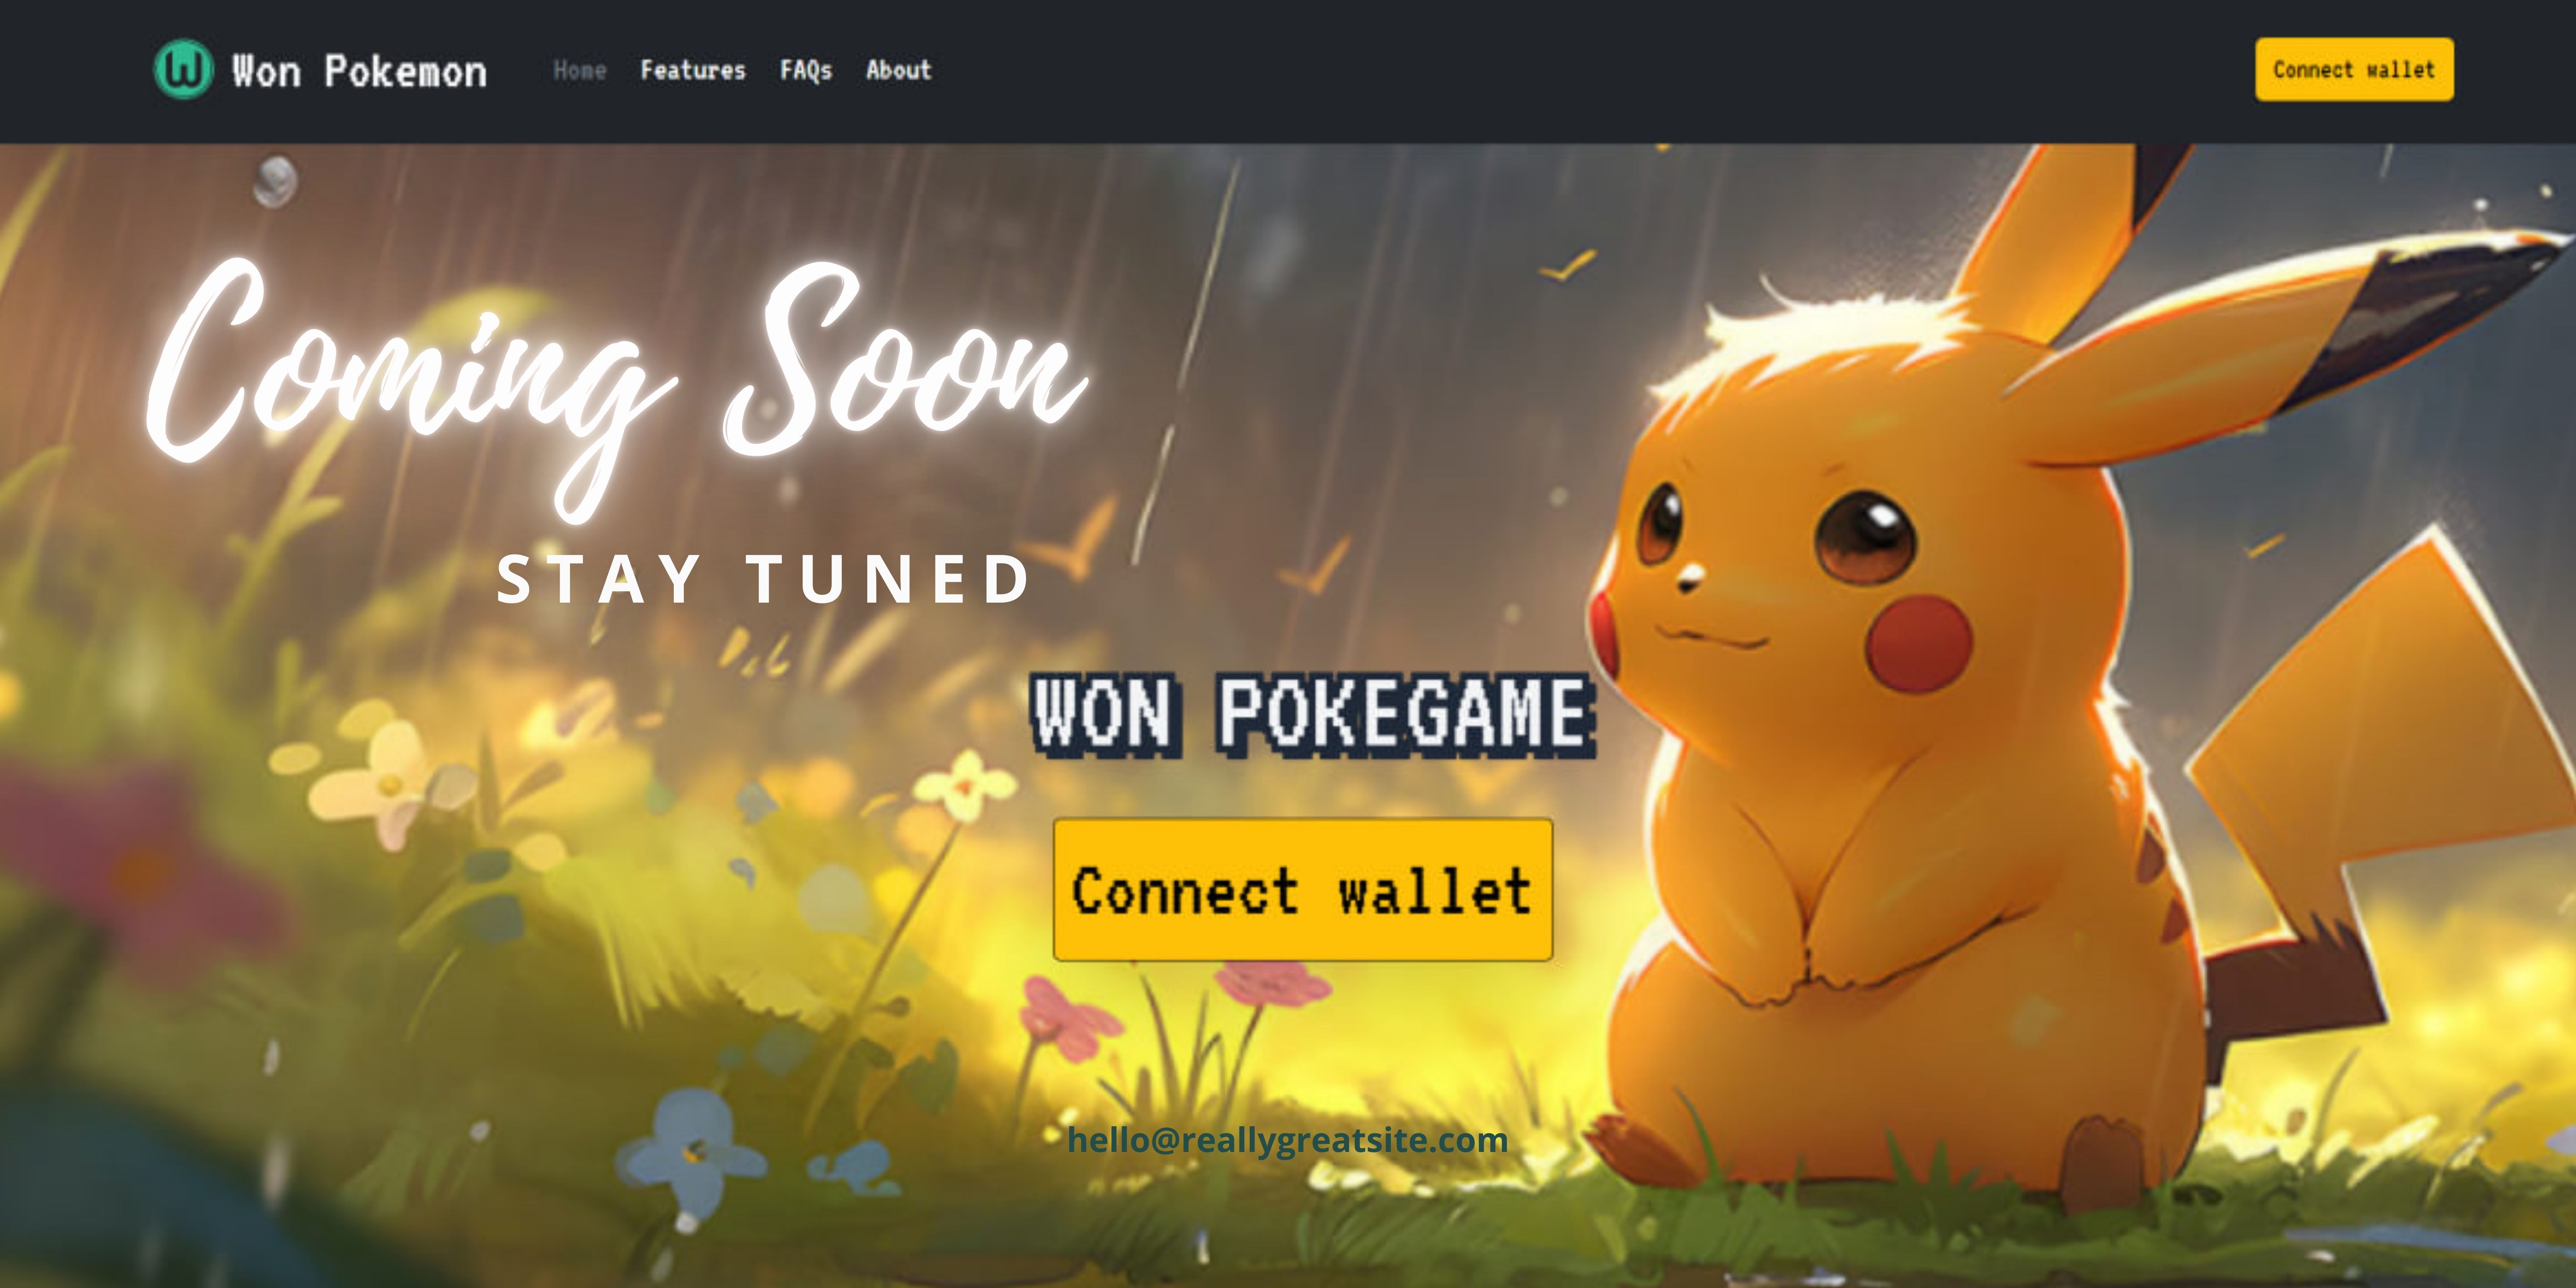 W Won Pokemon Home Features FAQs About Connect wallet
Coming Soon
STAY TUNED
WON POKEGAME
Connect wallet
hello@reallygreatsite.com